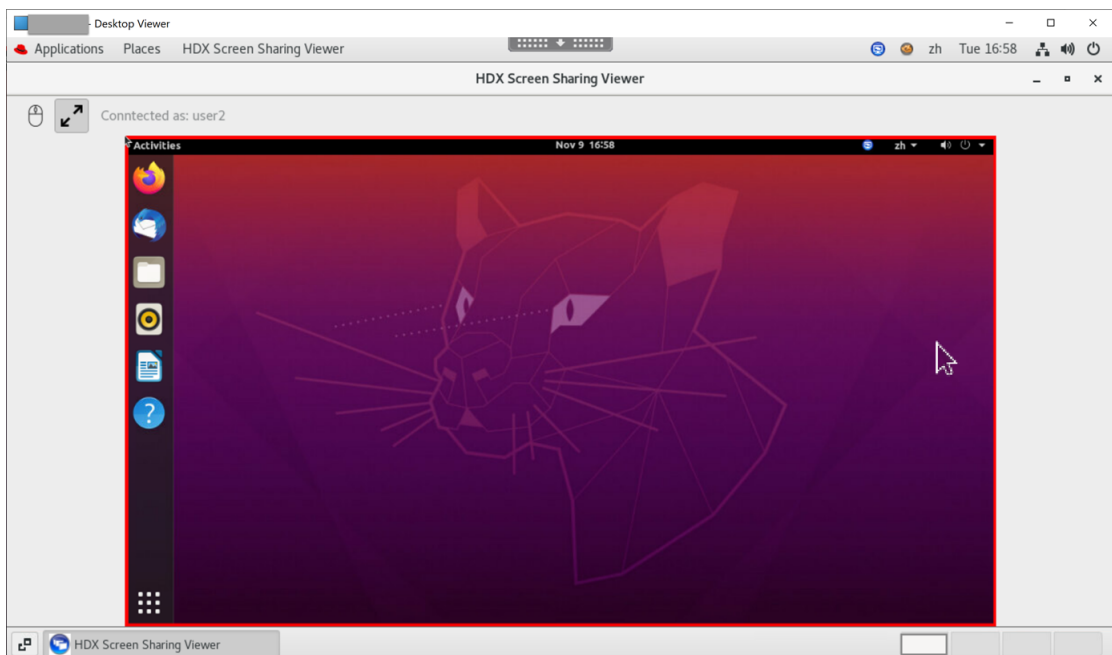 - Desktop Viewer
Applications Places HDX Screen Sharing Viewer zh Tue 16:58
HDX Screen Sharing Viewer
Conntected as: user2
Activities Nov 9 16:58 zh
?
HDX Screen Sharing Viewer